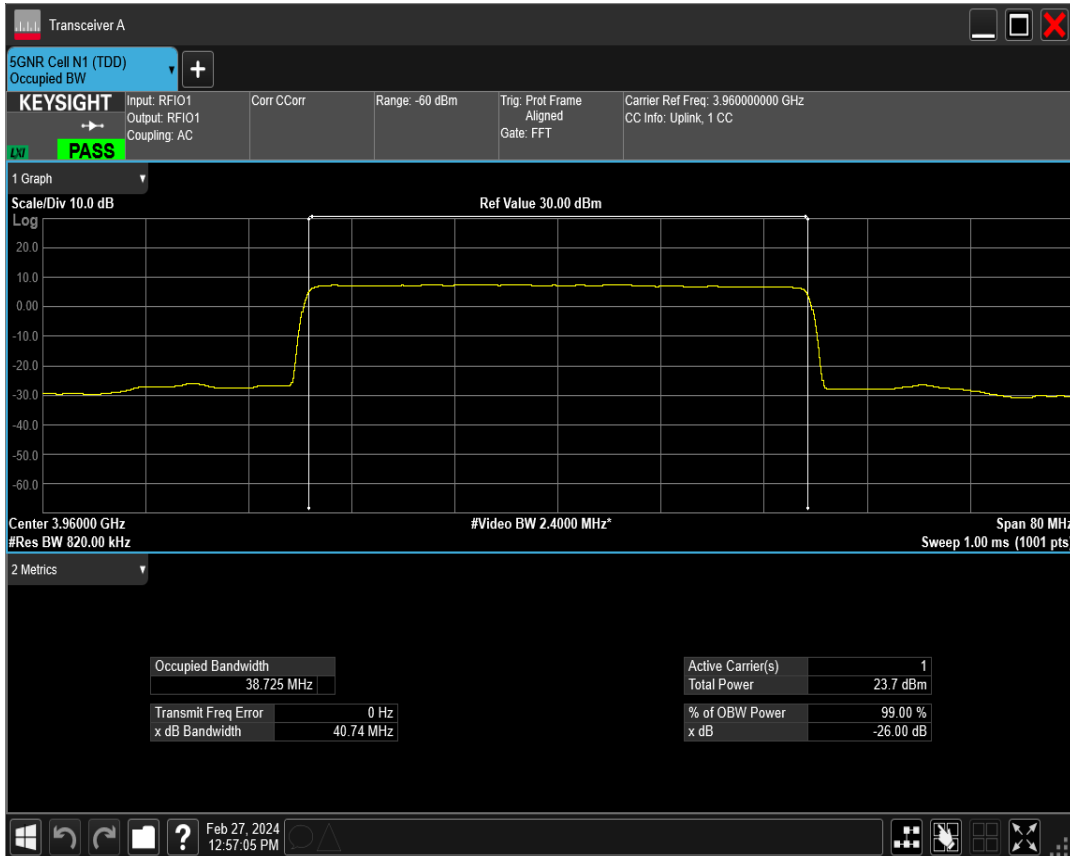 Transceiver A
5GNR Cell N1 (TDD)
Occupied BW
+
KEYSIGHT
LXI
PASS
Input: RFIO1
Output: RFIO1
Coupling: AC
Corr CCorr
Range: -60 dBm
Trig: Prot Frame
Aligned
Gate: FFT
Carrier Ref Freq: 3.960000000 GHz
CC Info: Uplink, 1 CC
1 Graph
Scale/Div 10.0 dB
Ref Value 30.00 dBm
Log
20.0
10.0
0.00
-10.0
-20.0
-30.0
-40.0
-50.0
-60.0
Center 3.96000 GHz
#Video BW 2.4000 MHz*
Span 80 MHz
#Res BW 820.00 kHz
Sweep 1.00 ms (1001 pts)
2 Metrics
Occupied Bandwidth
38.725 MHz
Transmit Freq Error 0 Hz
x dB Bandwidth 40.74 MHz
Active Carrier(s) 1
Total Power 23.7 dBm
% of OBW Power 99.00 %
x dB -26.00 dB
?
Feb 27, 2024
12:57:05 PM